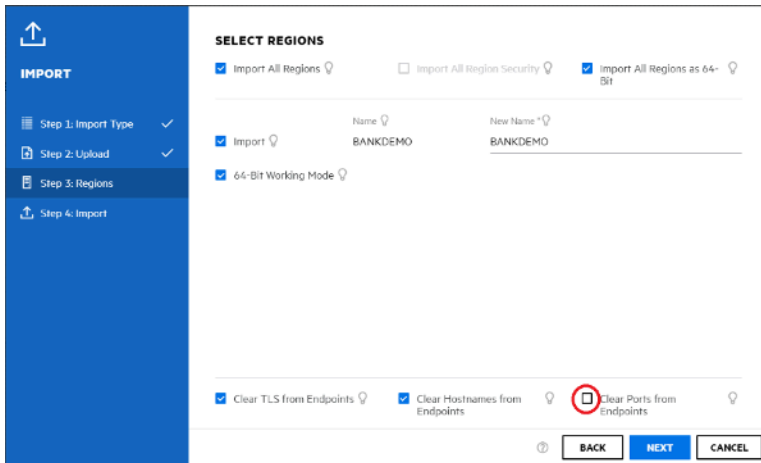 IMPORT
Step 1: Import Type
Step 2: Upload
Step 3: Regions
Step 4: Import
SELECT REGIONS
Import All Regions
Import All Region Security
Import All Regions as 64-
Bit
Import
Name
BANKDEMO
New Name *
BANKDEMO
64-Bit Working Mode
Clear TLS from Endpoints
Clear Hostnames from
Endpoints
Clear Ports from
Endpoints
BACK
NEXT
CANCEL